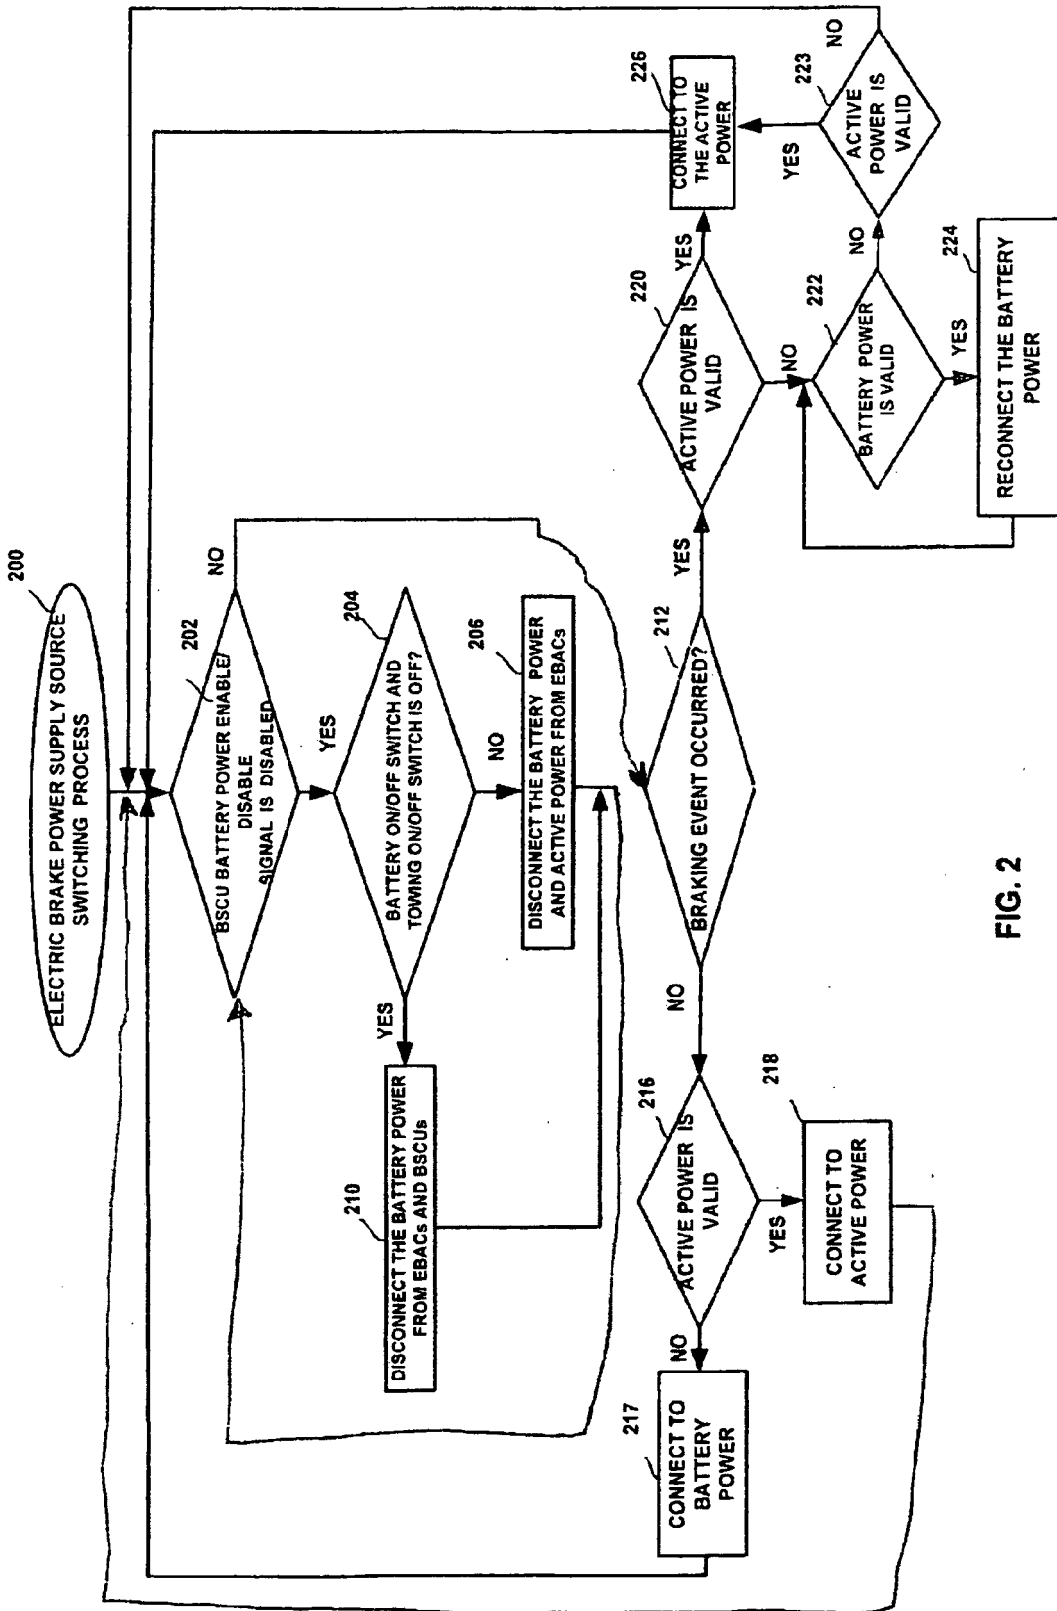 200
ELECTRIC BRAKE POWER SUPPLY SOURCE
SWITCHING PROCESS
202
BSCU BATTERY POWER ENABLE/
DISABLE
SIGNAL IS DISABLED
NO
YES
204
BATTERY ON/OFF SWITCH AND
TOWING ON/OFF SWITCH IS OFF?
YES
NO
206
DISCONNECT THE BATTERY POWER
AND ACTIVE POWER FROM EBACs
210
DISCONNECT THE BATTERY POWER
FROM EBACs AND BSCUs
212
BRAKING EVENT OCCURRED?
NO
YES
216
ACTIVE POWER IS
VALID
NO
YES
217
CONNECT TO
BATTERY
POWER
218
CONNECT TO
ACTIVE POWER
220
ACTIVE POWER IS
VALID
YES
NO
226
CONNECT TO
THE ACTIVE
POWER
222
BATTERY POWER
IS VALID
NO
YES
223
ACTIVE
POWER IS
VALID
YES
NO
224
RECONNECT THE BATTERY
POWER
FIG. 2